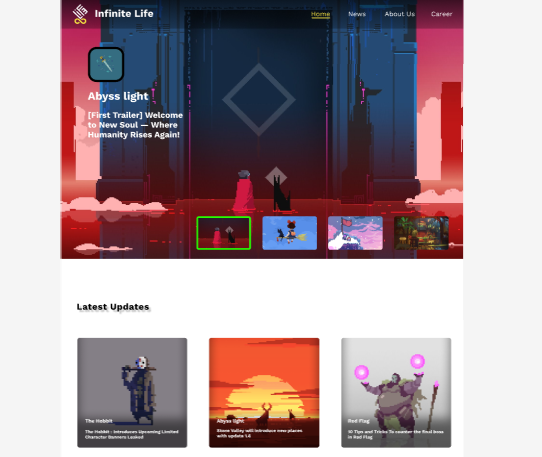 Infinite Life
Home
News
About Us
Career
Abyss light
[First Trailer] Welcome
to New Soul — Where
Humanity Rises Again!
Latest Updates
The Hobbit
The Hobbit : Introduces Upcoming Limited
Character Banners Leaked
Abyss light
Stone Valley will introduce new places
with update 1.6
Red Flag
10 Tips and Tricks To counter the final boss
in Red Flag